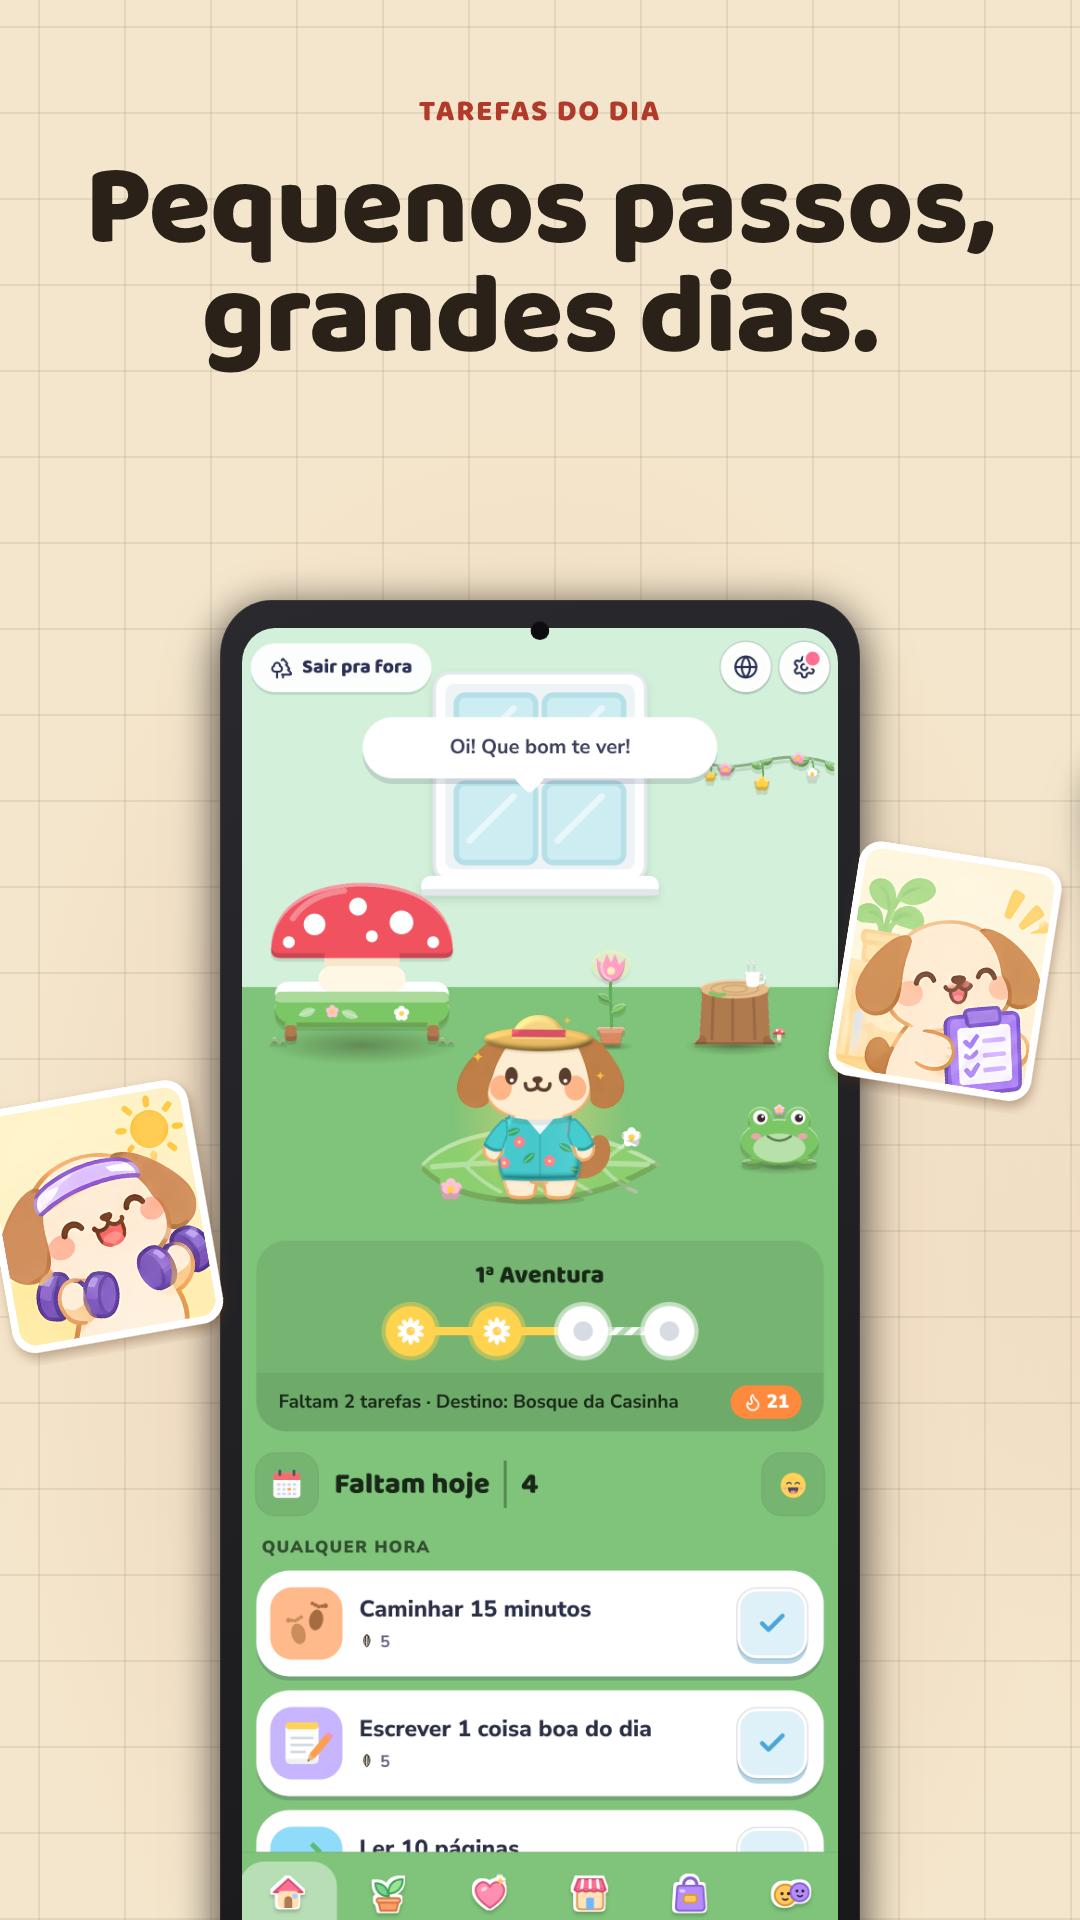 TAREFAS DO DIA
Pequenos passos,
grandes dias.
Sair pra fora
Oi! Que bom te ver!
1ª Aventura
Faltam 2 tarefas · Destino: Bosque da Casinha
21
Faltam hoje | 4
QUALQUER HORA
Caminhar 15 minutos
5
Escrever 1 coisa boa do dia
5
Ler 10 páginas